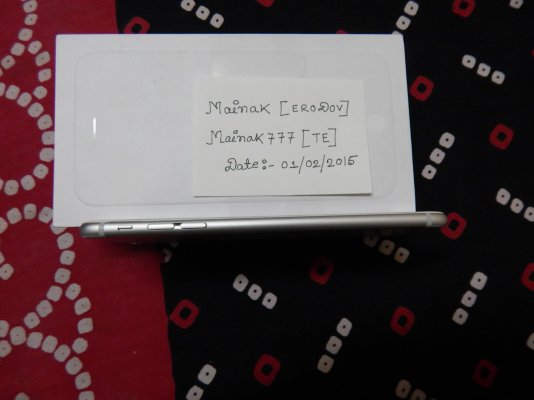 Mainak [ERODOV]
Mainak777 [TE]
Date:- 01/02/2015